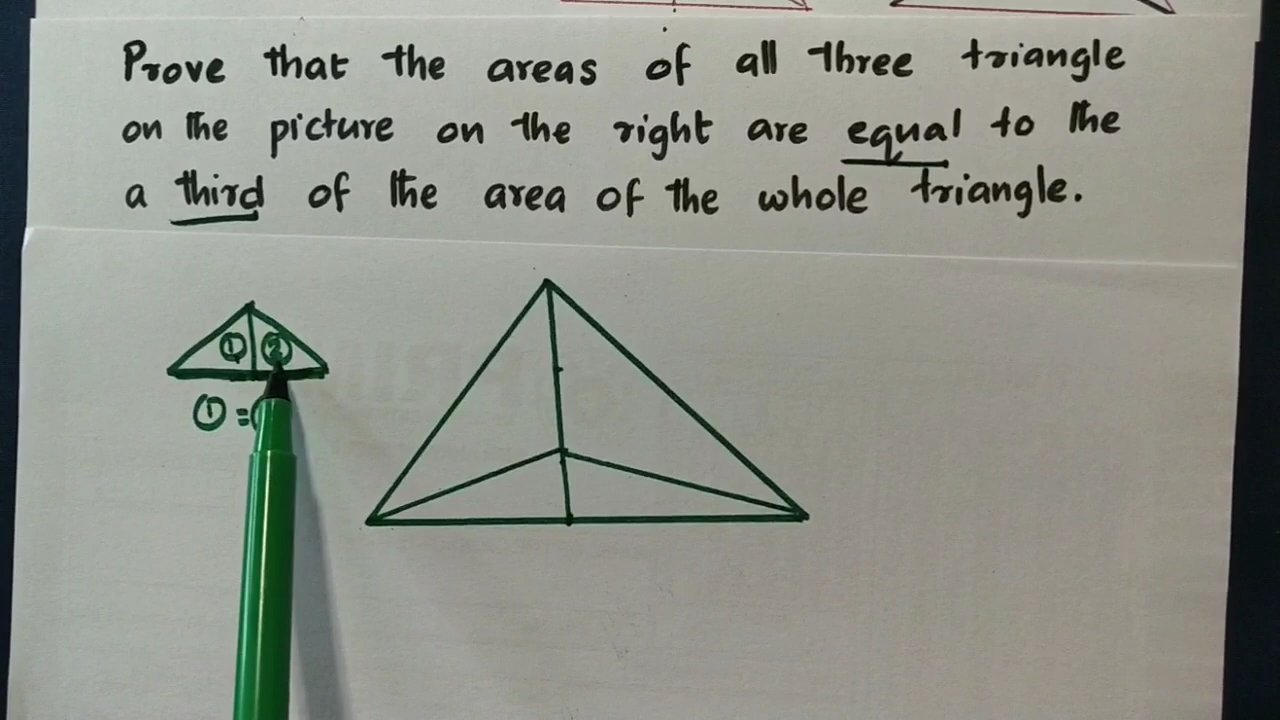 Prove that the areas of all three triangle
on the picture on the right are equal to the
a third of the area of the whole triangle.
① ②
① =